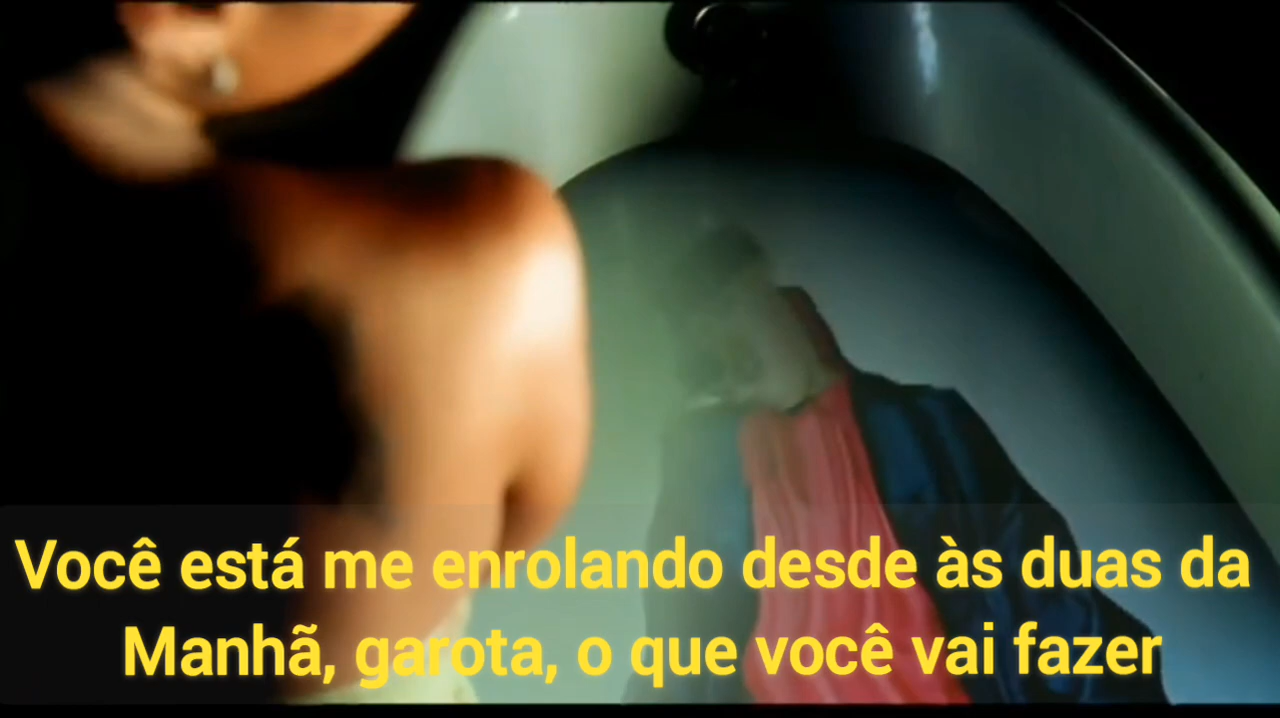 Você está me enrolando desde às duas da
Manhã, garota, o que você vai fazer